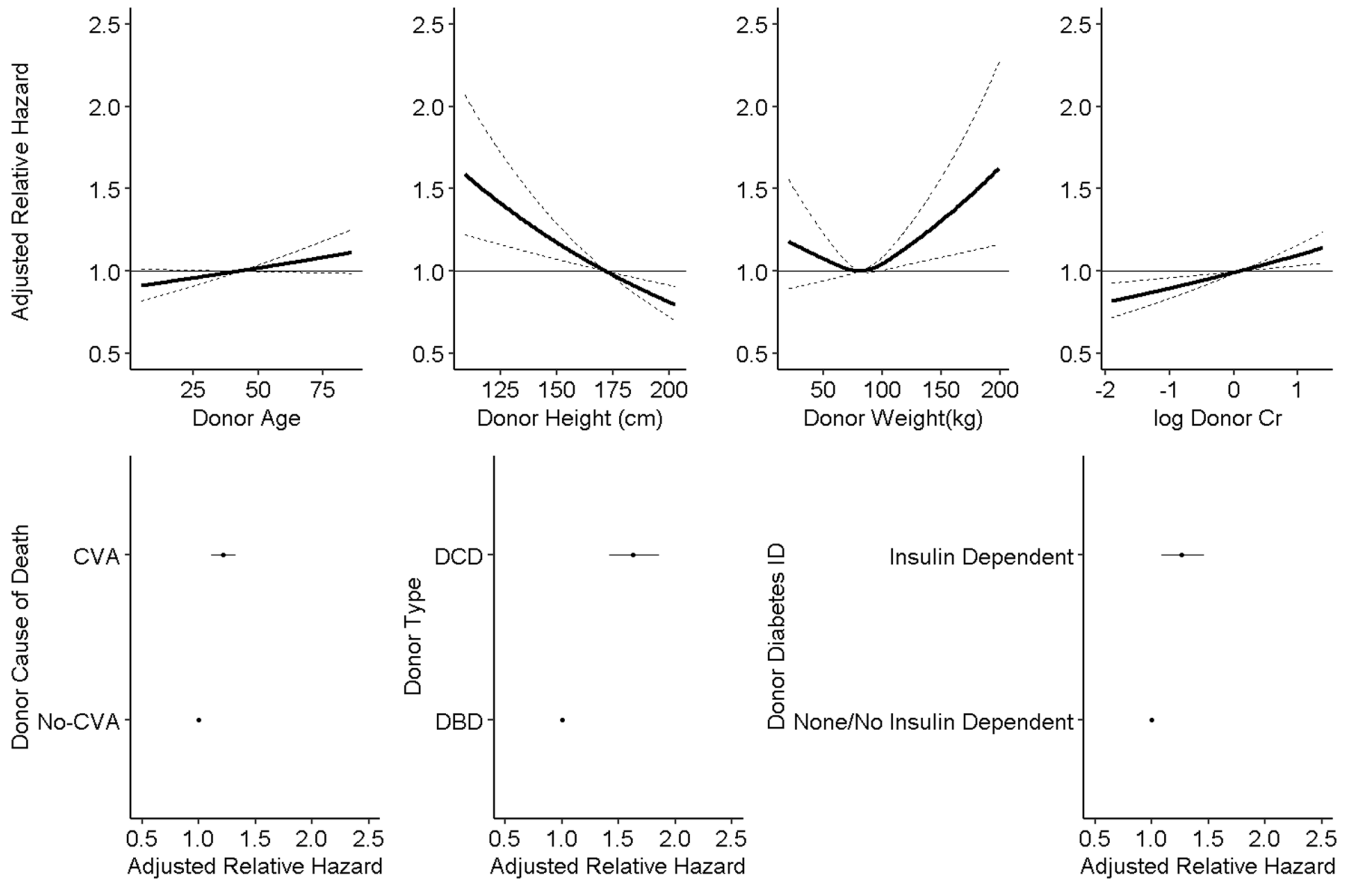 Adjusted Relative Hazard
2.5
2.0
1.5
1.0
0.5
25 50 75
Donor Age
2.5
2.0
1.5
1.0
0.5
125 150 175 200
Donor Height (cm)
2.5
2.0
1.5
1.0
0.5
50 100 150 200
Donor Weight(kg)
2.5
2.0
1.5
1.0
0.5
-2 -1 0 1
log Donor Cr
Donor Cause of Death
CVA
No-CVA
0.5 1.0 1.5 2.0 2.5
Adjusted Relative Hazard
Donor Type
DCD
DBD
0.5 1.0 1.5 2.0 2.5
Adjusted Relative Hazard
Donor Diabetes ID
Insulin Dependent
None/No Insulin Dependent
0.5 1.0 1.5 2.0 2.5
Adjusted Relative Hazard